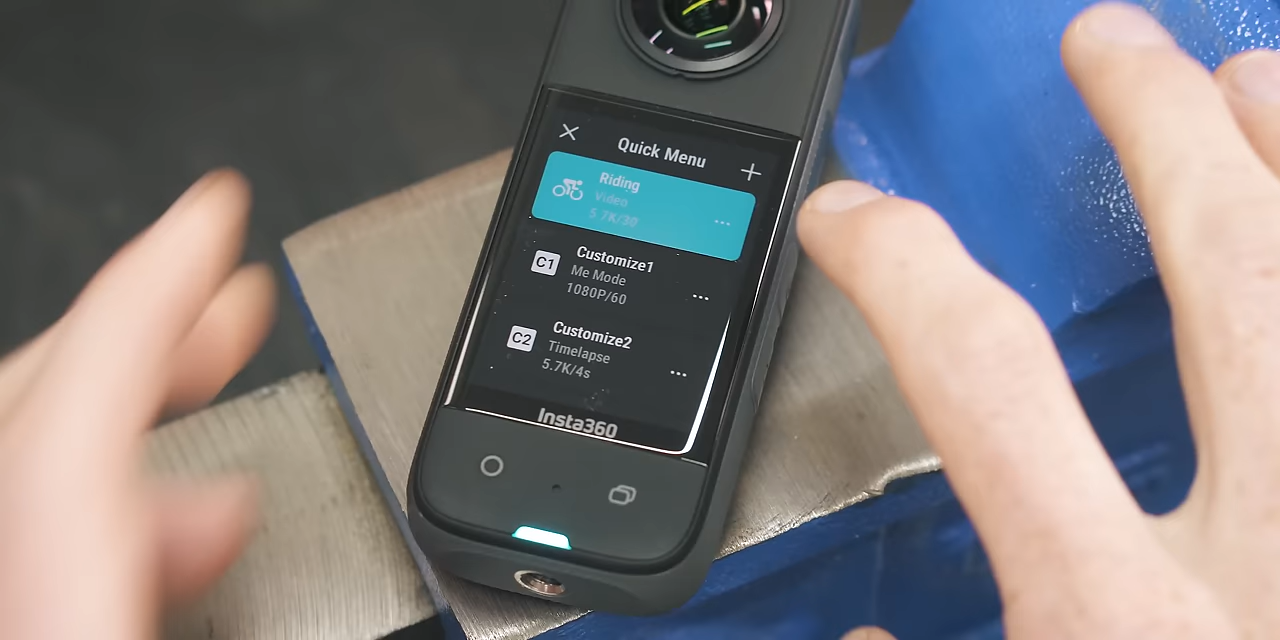 Quick Menu
Riding
Video
5.7K/30
C1
Customize1
Me Mode
1080P/60
C2
Customize2
Timelapse
5.7K/4s
Insta360